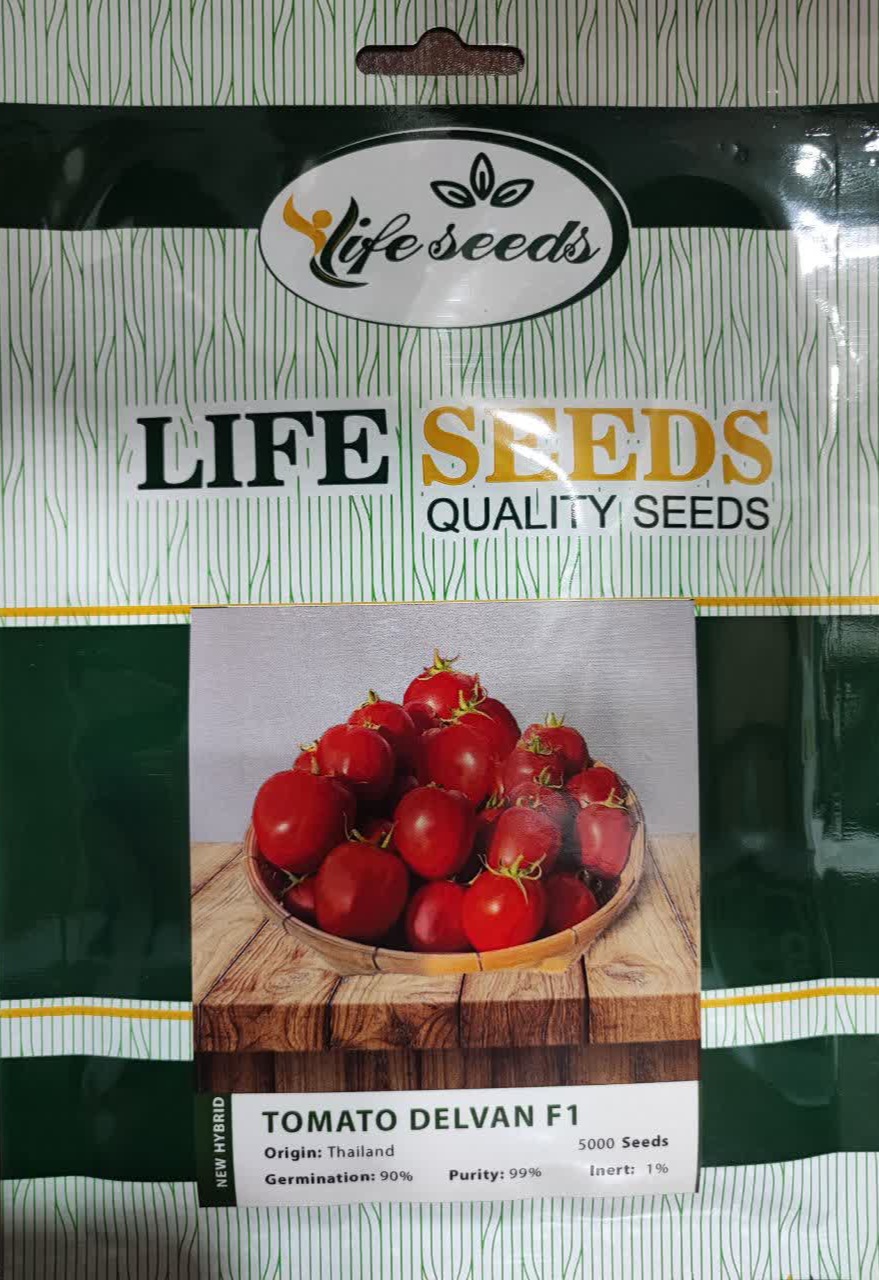 Life seeds
LIFE SEEDS
QUALITY SEEDS
NEW HYBRID
TOMATO DELVAN F1
Origin: Thailand
5000 Seeds
Germination: 90% Purity: 99% Inert: 1%